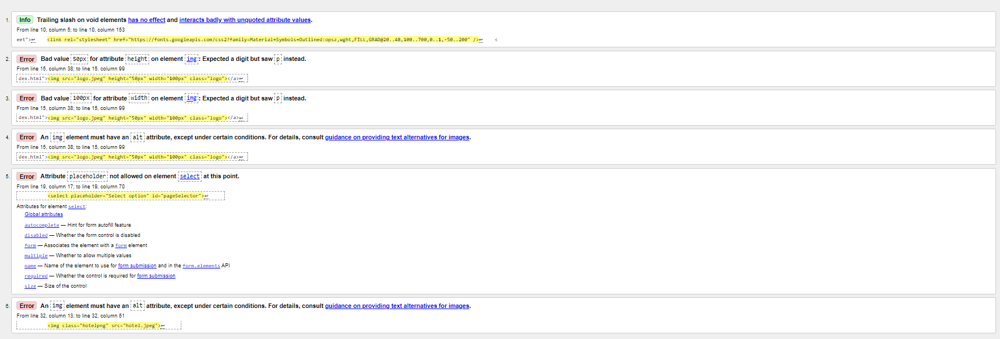 1. Info Trailing slash on void elements has no effect and interacts badly with unquoted attribute values.
From line 10, column 5; to line 10, column 153
eet">↩    <link rel="stylesheet" href="https://fonts.googleapis.com/css2?family=Material+Symbols+Outlined:opsz,wght,FILL,GRAD@20..48,100..700,0..1,-50..200" />↩    <
2. Error Bad value 50px for attribute height on element img: Expected a digit but saw p instead.
From line 15, column 38; to line 15, column 99
dex.html"><img src="logo.jpeg" height="50px" width="100px" class="logo"></a>↩
3. Error Bad value 100px for attribute width on element img: Expected a digit but saw p instead.
From line 15, column 38; to line 15, column 99
dex.html"><img src="logo.jpeg" height="50px" width="100px" class="logo"></a>↩
4. Error An img element must have an alt attribute, except under certain conditions. For details, consult guidance on providing text alternatives for images.
From line 15, column 38; to line 15, column 99
dex.html"><img src="logo.jpeg" height="50px" width="100px" class="logo"></a>↩
5. Error Attribute placeholder not allowed on element select at this point.
From line 19, column 17; to line 19, column 70
<select placeholder="Select option" id="pageSelector">↩
Attributes for element select:
Global attributes
autocomplete — Hint for form autofill feature
disabled — Whether the form control is disabled
form — Associates the element with a form element
multiple — Whether to allow multiple values
name — Name of the element to use for form submission and in the form.elements API
required — Whether the control is required for form submission
size — Size of the control
6. Error An img element must have an alt attribute, except under certain conditions. For details, consult guidance on providing text alternatives for images.
From line 32, column 13; to line 32, column 51
<img class="hotelpng" src="hotel.jpeg">↩